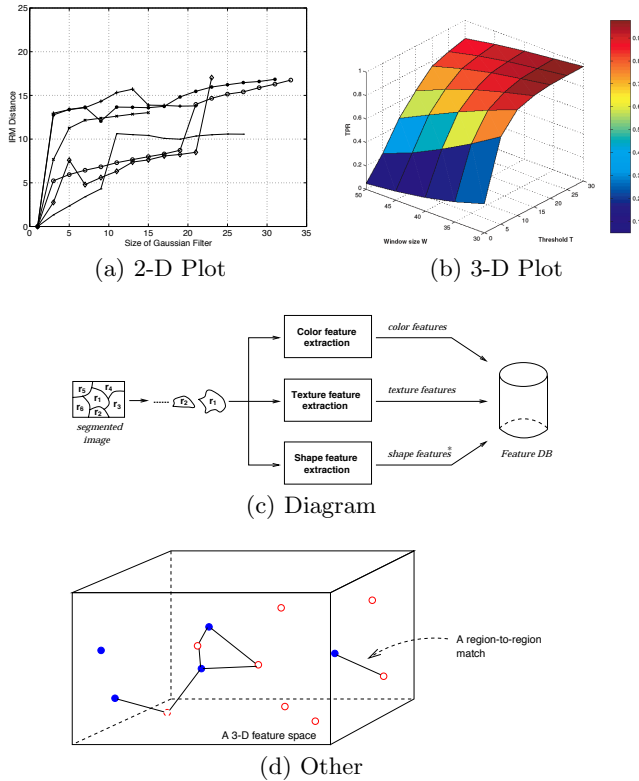 25
20
15
10
5
0
IRM Distance
0 5 10 15 20 25 30 35
Size of Gaussian Filter
(a) 2-D Plot
1
0.8
0.6
0.4
0.2
0
TPR
50 45 40 35 30
Window size W
0 5 10 15 20 25 30
Threshold T
(b) 3-D Plot
Color feature
extraction
color features
r5 r4
r1
r6 r3
r2
segmented
image
...... r2 r1
Texture feature
extraction
texture features
Shape feature
extraction
shape features*
Feature DB
(c) Diagram
A region-to-region
match
A 3-D feature space
(d) Other